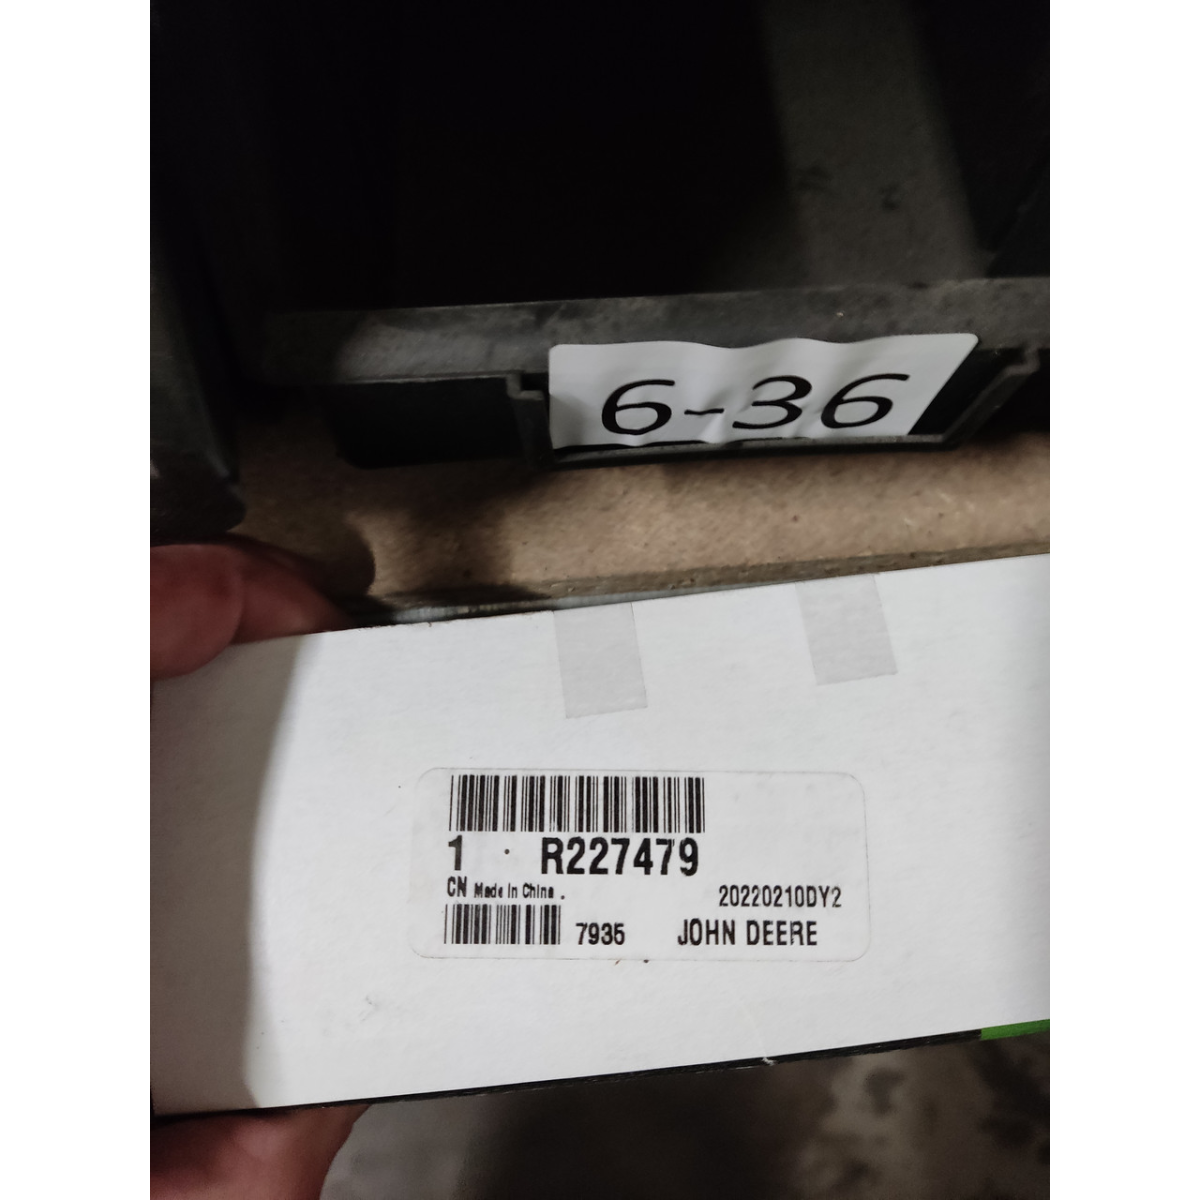 6-36
1 R227479
CN Made In China .
20220210DY2
7935 JOHN DEERE